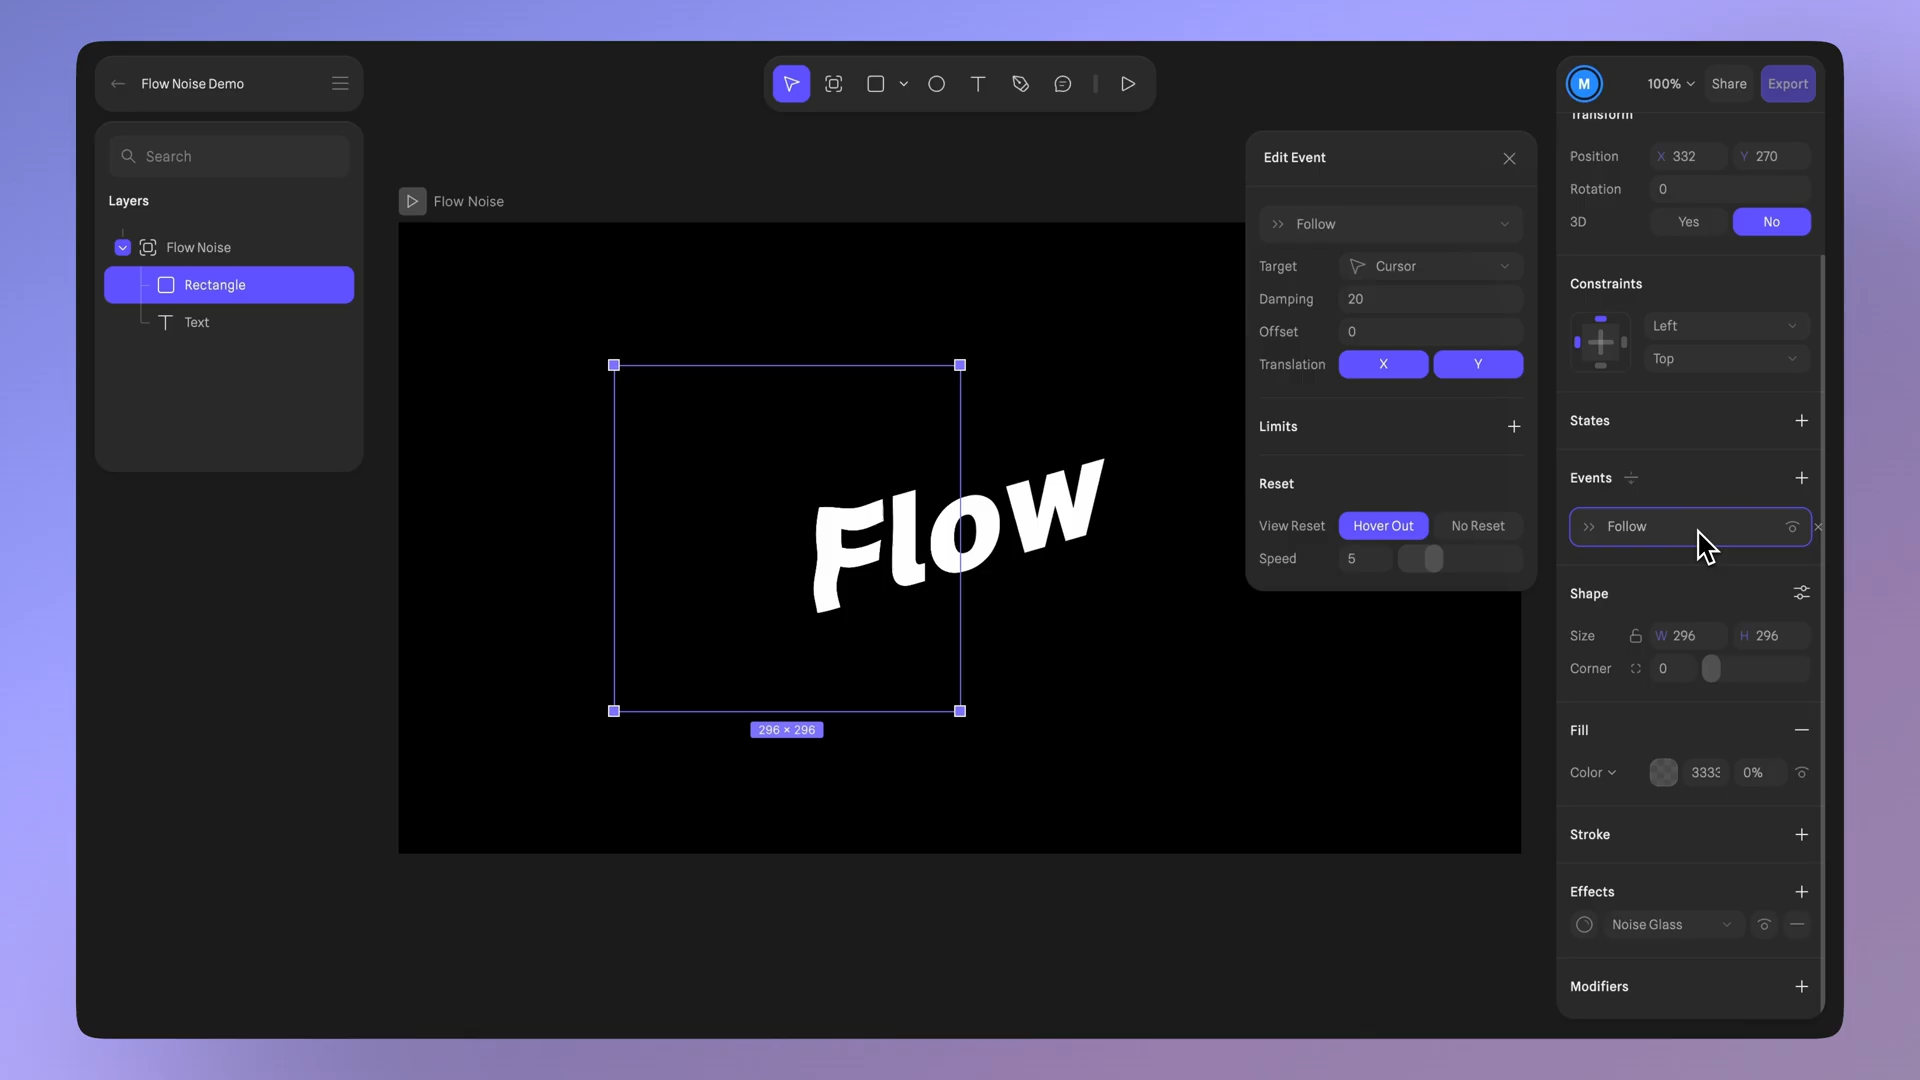 Flow Noise Demo
M
100%
Share
Export
Search
Layers
Flow Noise
Rectangle
Text
Flow Noise
Flow
296 × 296
Edit Event
Follow
Target
Cursor
Damping
20
Offset
0
Translation
X
Y
Limits
Reset
View Reset
Hover Out
No Reset
Speed
5
Transform
Position
X 332
Y 270
Rotation
0
3D
Yes
No
Constraints
Left
Top
States
Events
Follow
Shape
Size
W 296
H 296
Corner
0
Fill
Color
3333
0%
Stroke
Effects
Noise Glass
Modifiers